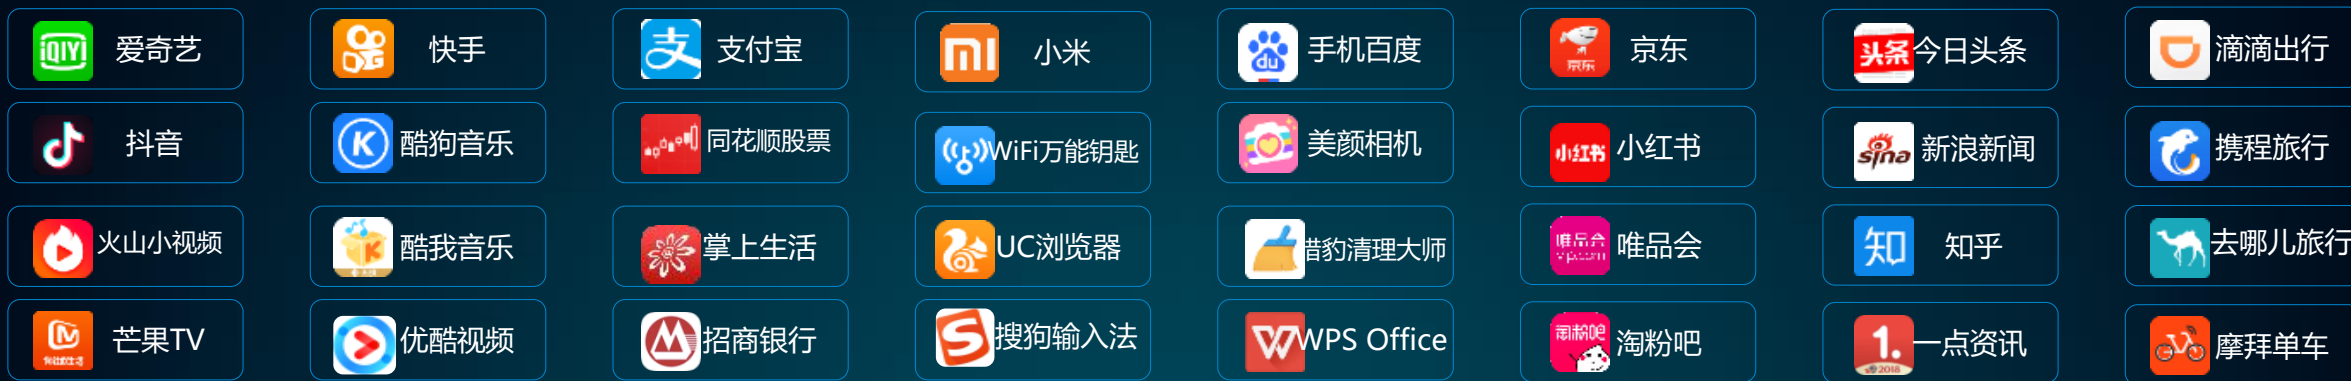 爱奇艺 快手 支付宝 小米 手机百度 京东 今日头条 滴滴出行
抖音 酷狗音乐 同花顺股票 WiFi万能钥匙 美颜相机 小红书 新浪新闻 携程旅行
火山小视频 酷我音乐 掌上生活 UC浏览器 猎豹清理大师 唯品会 知乎 去哪儿旅行
芒果TV 优酷视频 招商银行 搜狗输入法 WPS Office 淘粉吧 一点资讯 摩拜单车